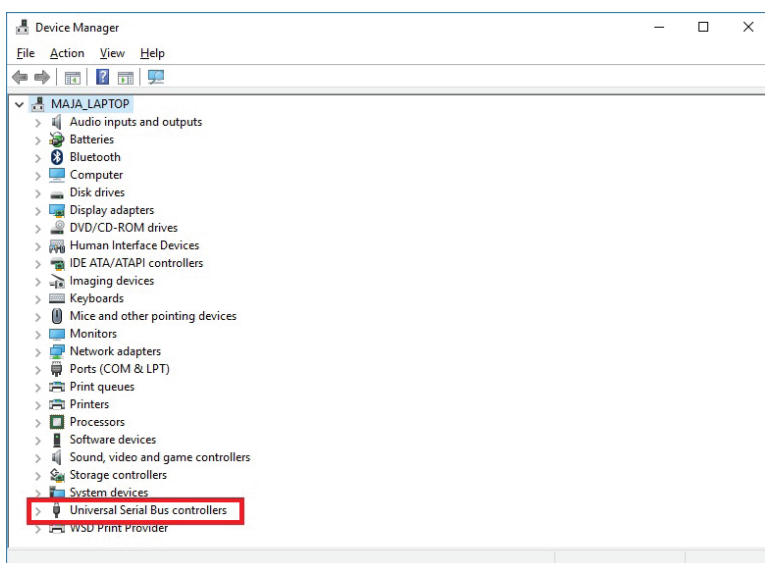 Device Manager
File Action View Help
MAJA_LAPTOP
Audio inputs and outputs
Batteries
Bluetooth
Computer
Disk drives
Display adapters
DVD/CD-ROM drives
Human Interface Devices
IDE ATA/ATAPI controllers
Imaging devices
Keyboards
Mice and other pointing devices
Monitors
Network adapters
Ports (COM & LPT)
Print queues
Printers
Processors
Software devices
Sound, video and game controllers
Storage controllers
System devices
Universal Serial Bus controllers
WSD Print Provider